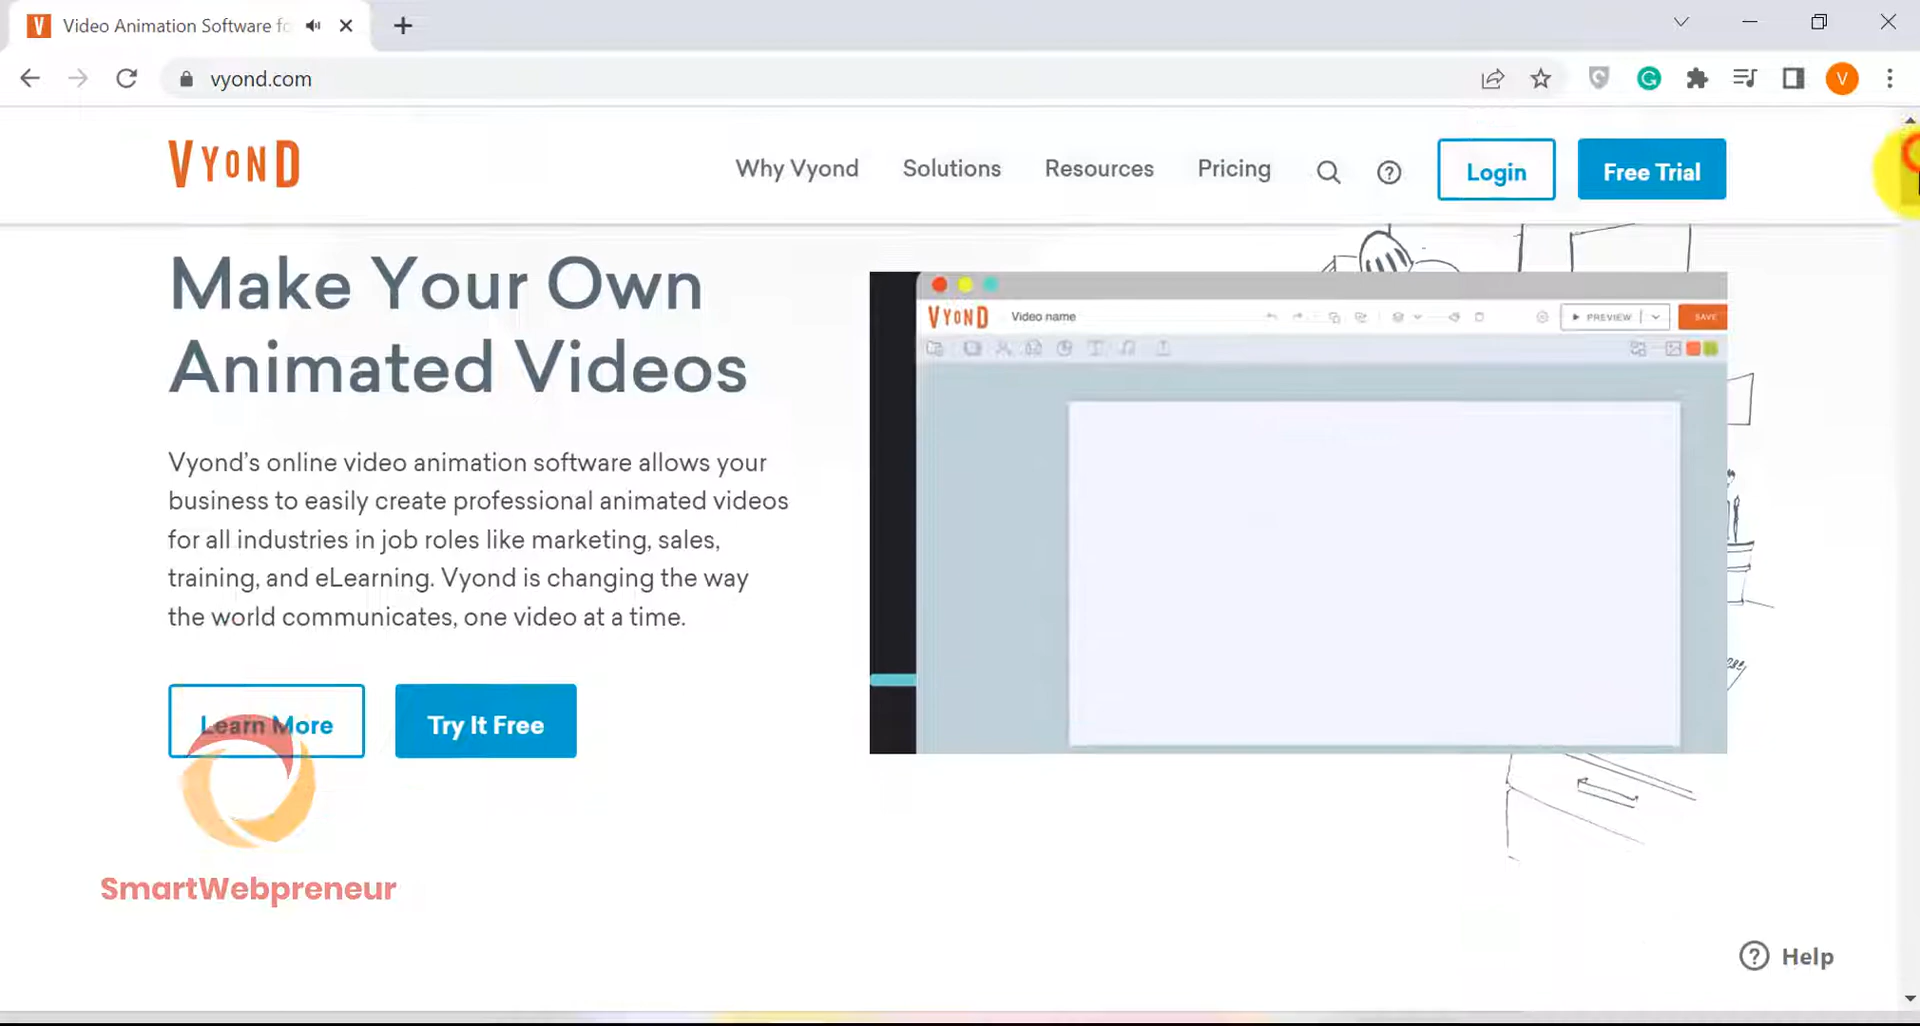 Video Animation Software fo
vyond.com
VYOND
Why Vyond
Solutions
Resources
Pricing
Login
Free Trial
Make Your Own
Animated Videos
Vyond's online video animation software allows your
business to easily create professional animated videos
for all industries in job roles like marketing, sales,
training, and eLearning. Vyond is changing the way
the world communicates, one video at a time.
Learn More
Try It Free
VYOND
Video name
PREVIEW
SAVE
SmartWebpreneur
Help
V